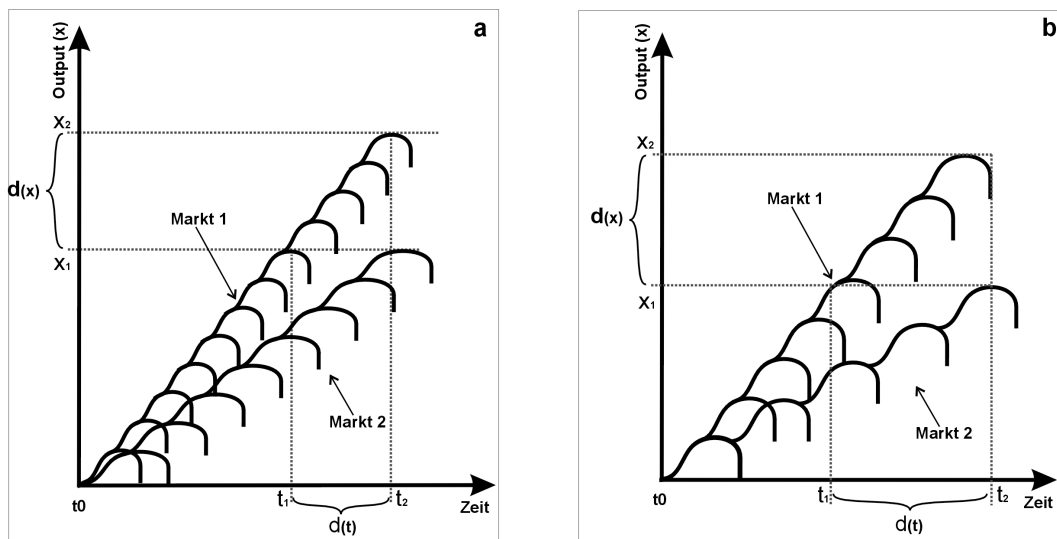 a
Output (x)
X2
d(x)
Markt 1
X1
Markt 2
t0
t1
t2
Zeit
d(t)
b
Output (x)
X2
Markt 1
d(x)
X1
Markt 2
t0
t1
t2
Zeit
d(t)